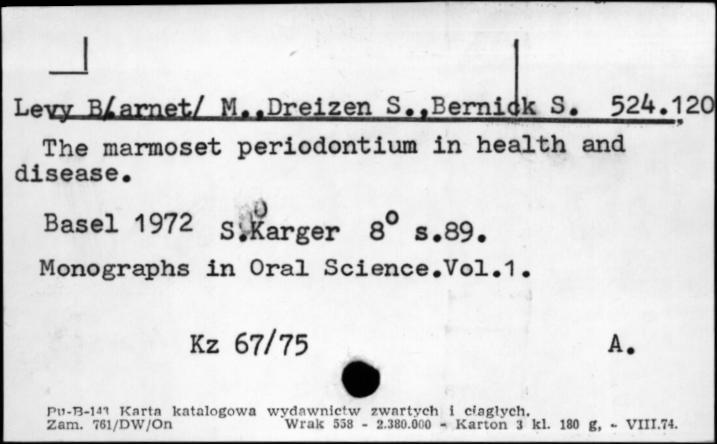 Levy B/arnet/ M.,Dreizen S.,Bernick S. 524.120
The marmoset periodontium in health and
disease.
Basel 1972 S.Karger 8° s.89.
Monographs in Oral Science.Vol.1.
Kz 67/75 A.
Pu-B-141 Karta katalogowa wydawnictw zwartych i ciągłych.
Zam. 761/DW/On Wrak 558 - 2.380.000 - Karton 3 kl. 180 g, - VIII.74.